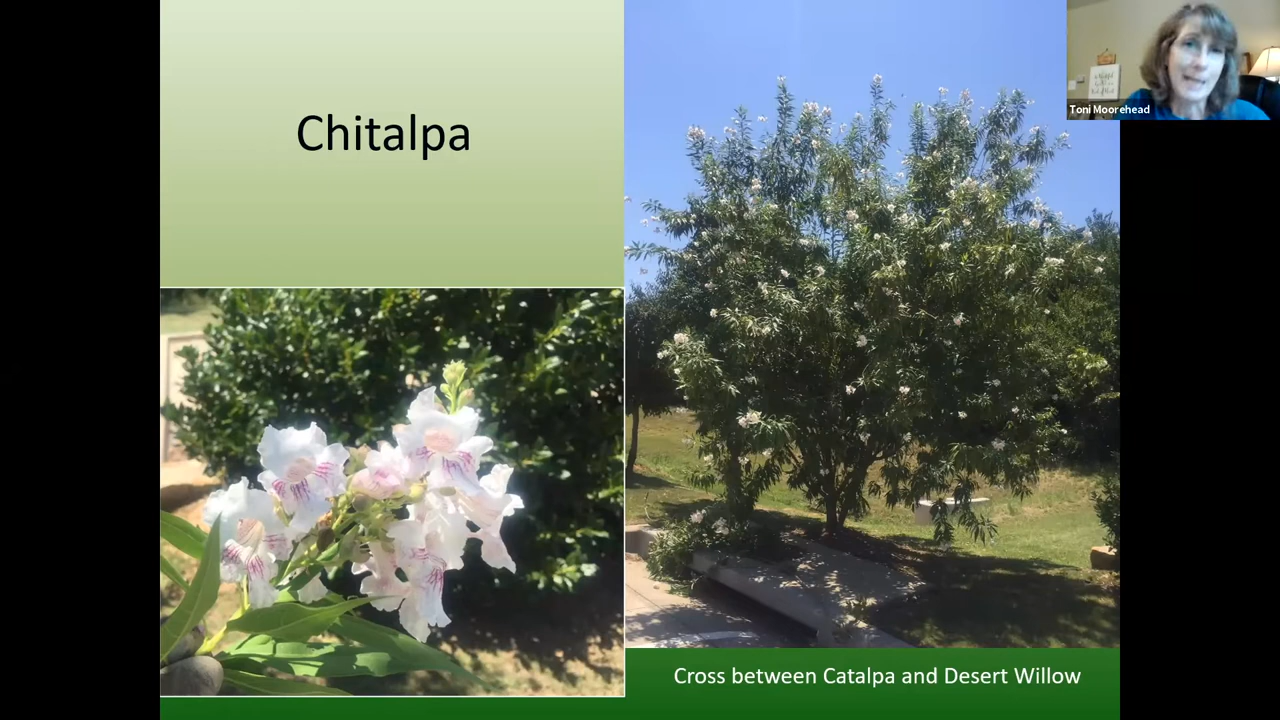 Chitalpa
Toni Moorehead
Cross between Catalpa and Desert Willow